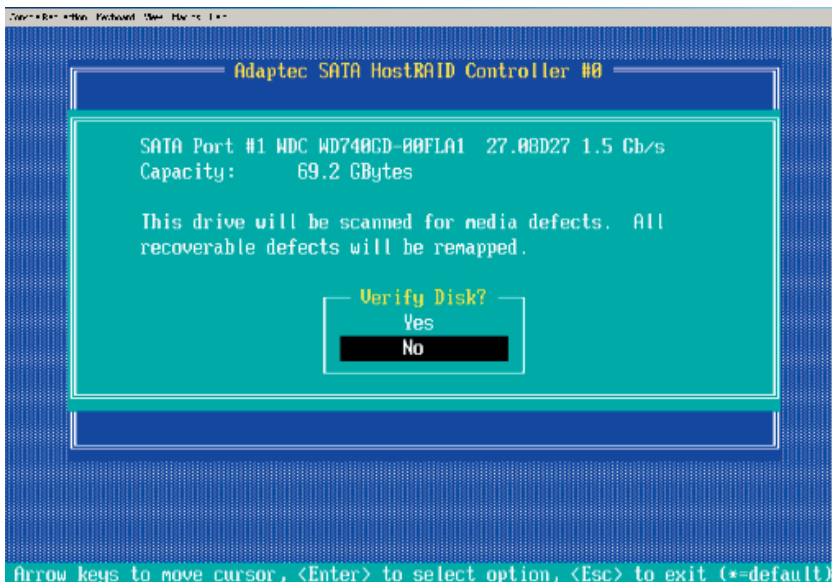 Keyboard View
Adaptec SATA HostRAID Controller #0
SATA Port #1 WDC WD740GD-00FLA1 27.08D27 1.5 Gb/s
Capacity: 69.2 GBytes
This drive will be scanned for media defects. All
recoverable defects will be remapped.
Verify Disk?
Yes
No
Arrow keys to move cursor, <Enter> to select option, <Esc> to exit (*=default)